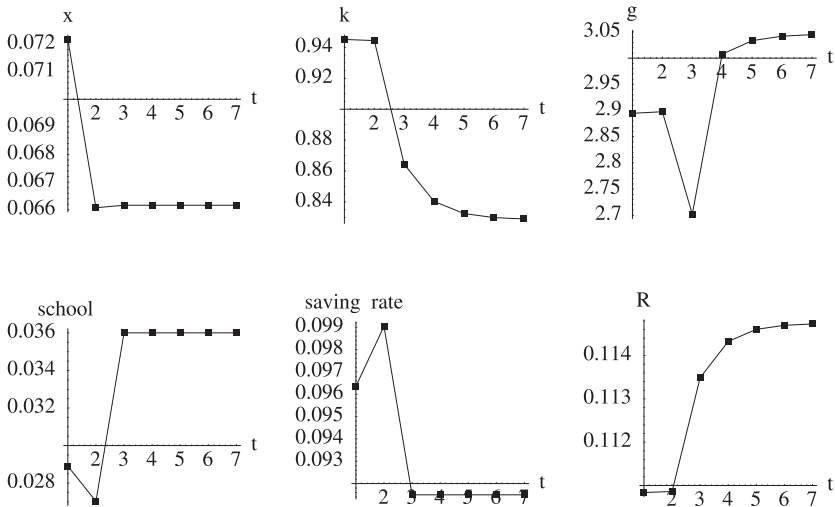 x
0.072
0.071
t
2 3 4 5 6 7
0.069
0.068
0.067
0.066
k
0.94
0.92
t
2 3 4 5 6 7
0.88
0.86
0.84
g
3.05
t
2 3 4 5 6 7
2.95
2.9
2.85
2.8
2.75
2.7
school
0.036
0.034
0.032
t
2 3 4 5 6 7
0.028
saving rate
0.099
0.098
0.097
0.096
0.095
0.094
0.093
t
2 3 4 5 6 7
R
0.114
0.113
0.112
t
2 3 4 5 6 7